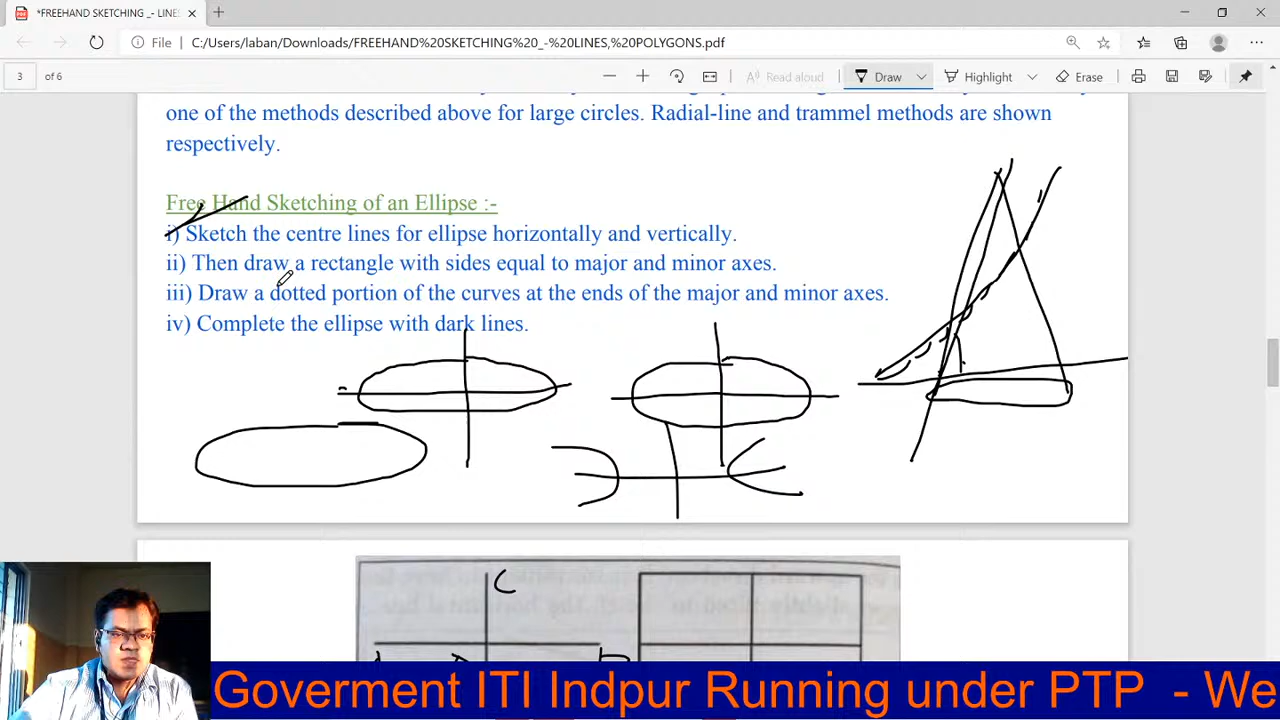 *FREEHAND SKETCHING _- LINES
File C:/Users/laban/Downloads/FREEHAND%20SKETCHING%20_-%20LINES,%20POLYGONS.pdf
3 of 6 Read aloud Draw Highlight Erase
one of the methods described above for large circles. Radial-line and trammel methods are shown
respectively.
Free Hand Sketching of an Ellipse :-
i) Sketch the centre lines for ellipse horizontally and vertically.
ii) Then draw a rectangle with sides equal to major and minor axes.
iii) Draw a dotted portion of the curves at the ends of the major and minor axes.
iv) Complete the ellipse with dark lines.
C
Goverment ITI Indpur Running under PTP - We